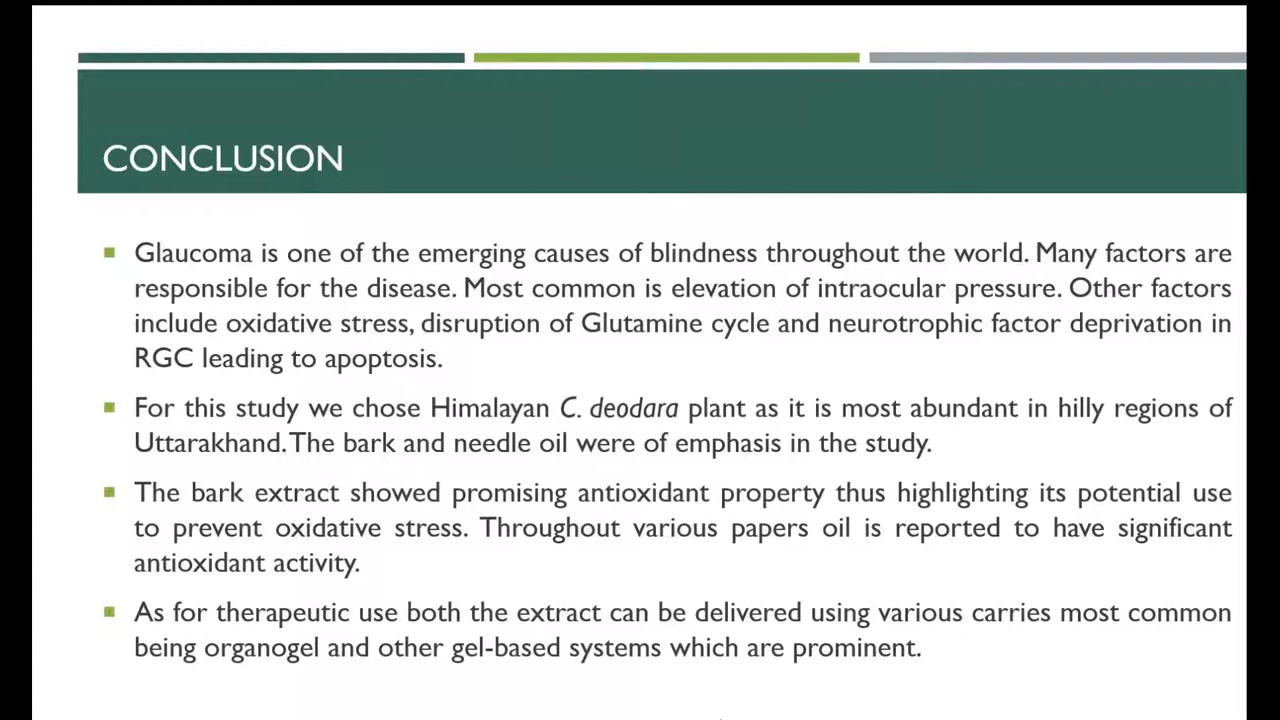 CONCLUSION
Glaucoma is one of the emerging causes of blindness throughout the world. Many factors are
responsible for the disease. Most common is elevation of intraocular pressure. Other factors
include oxidative stress, disruption of Glutamine cycle and neurotrophic factor deprivation in
RGC leading to apoptosis.
For this study we chose Himalayan C. deodara plant as it is most abundant in hilly regions of
Uttarakhand. The bark and needle oil were of emphasis in the study.
The bark extract showed promising antioxidant property thus highlighting its potential use
to prevent oxidative stress. Throughout various papers oil is reported to have significant
antioxidant activity.
As for therapeutic use both the extract can be delivered using various carries most common
being organogel and other gel-based systems which are prominent.